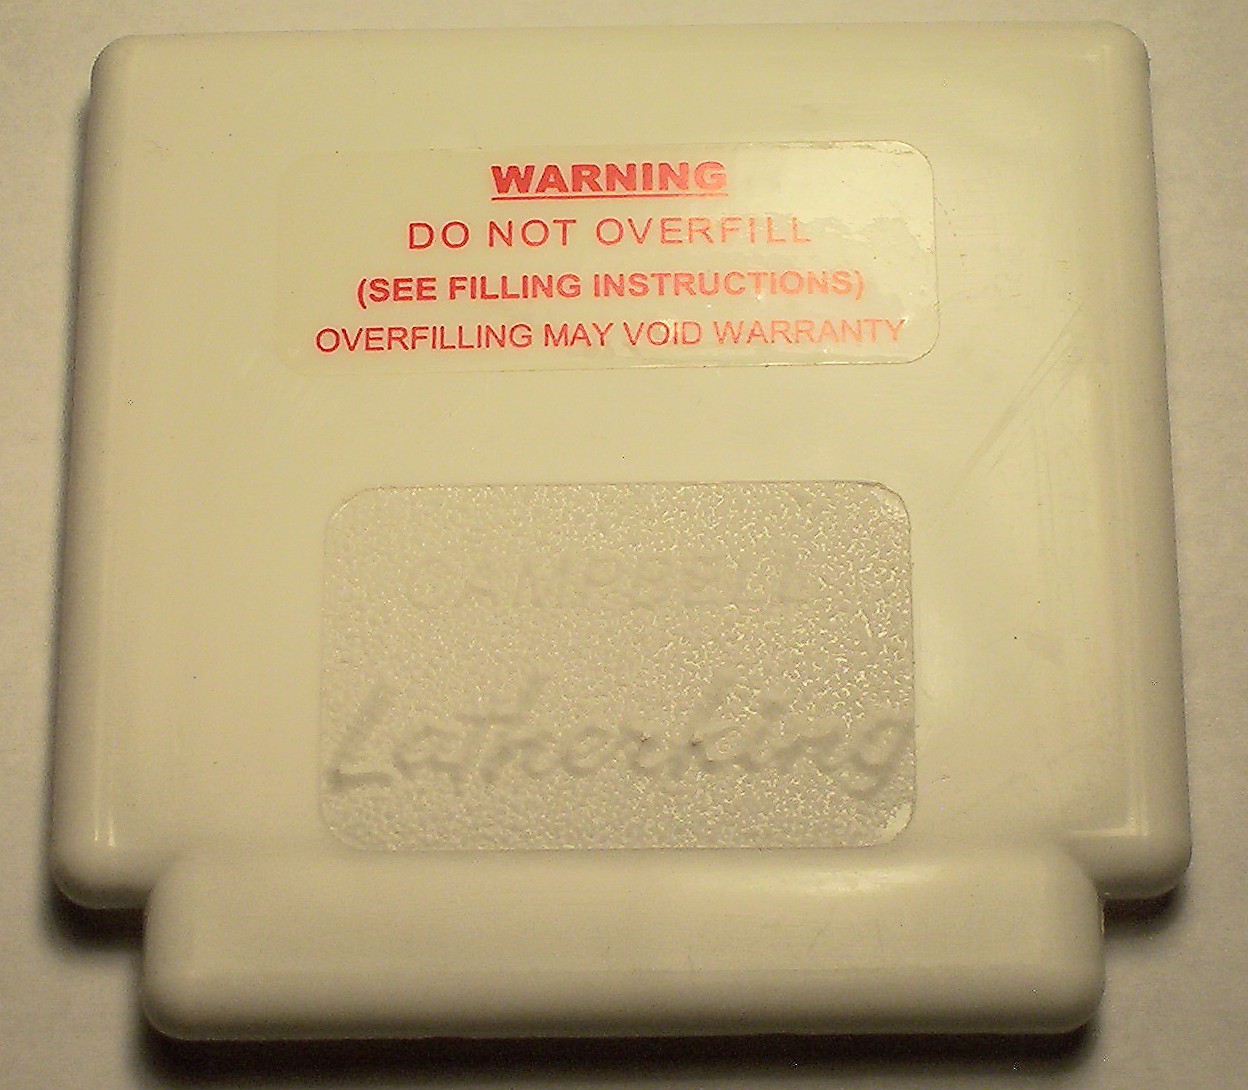 WARNING
DO NOT OVERFILL
(SEE FILLING INSTRUCTIONS)
OVERFILLING MAY VOID WARRANTY
CAMPBELL
Latherking